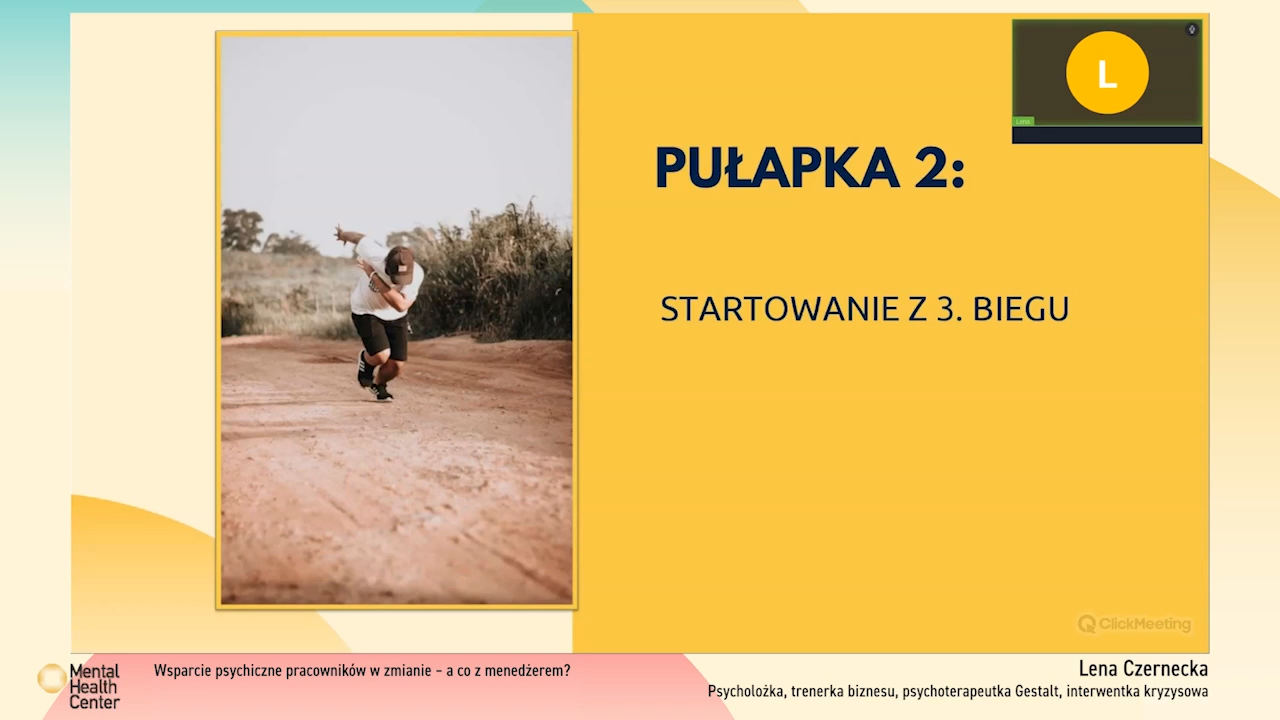 L
Lena
PUŁAPKA 2:
STARTOWANIE Z 3. BIEGU
ClickMeeting
Mental
Health
Center
Wsparcie psychiczne pracowników w zmianie – a co z menedżerem?
Lena Czernecka
Psycholożka, trenerka biznesu, psychoterapeutka Gestalt, interwentka kryzysowa